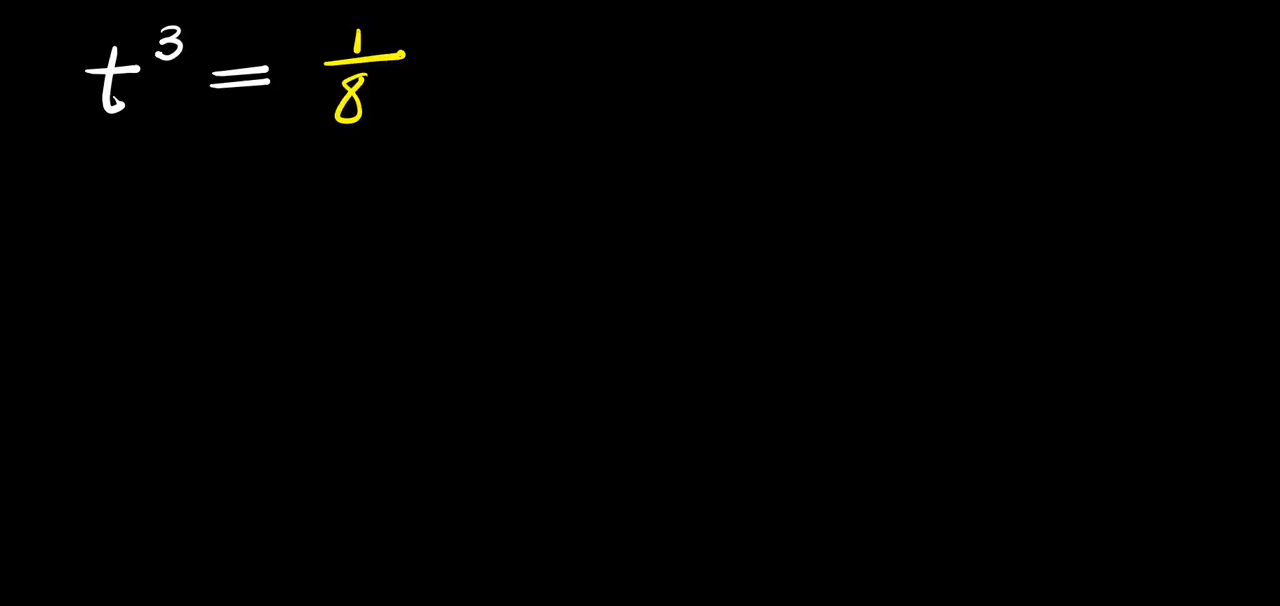 t³ = 1/8